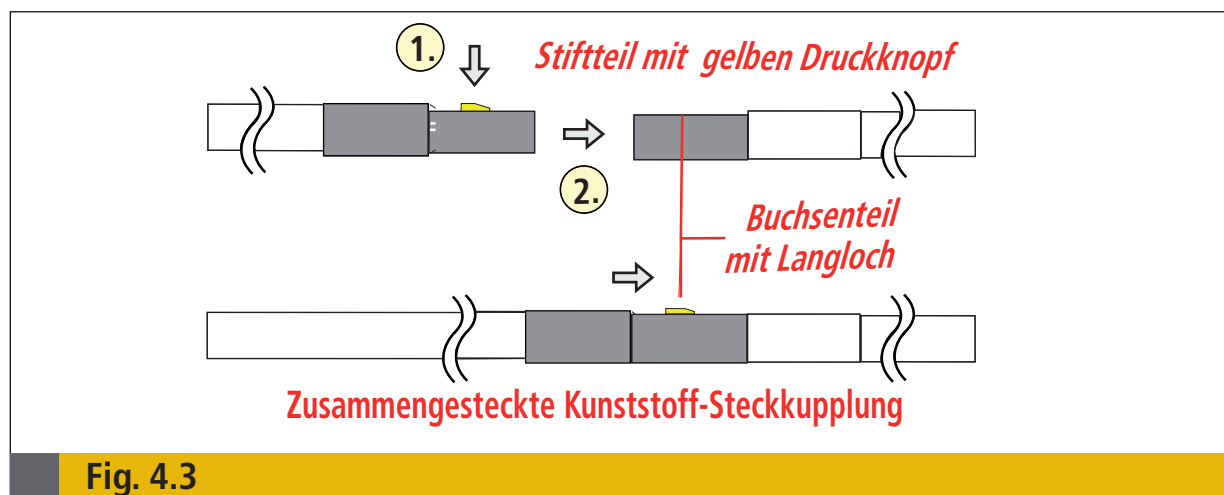 1.
Stiftteil mit gelben Druckknopf
2.
Buchsenteil
mit Langloch
Zusammengesteckte Kunststoff-Steckkupplung
Fig. 4.3